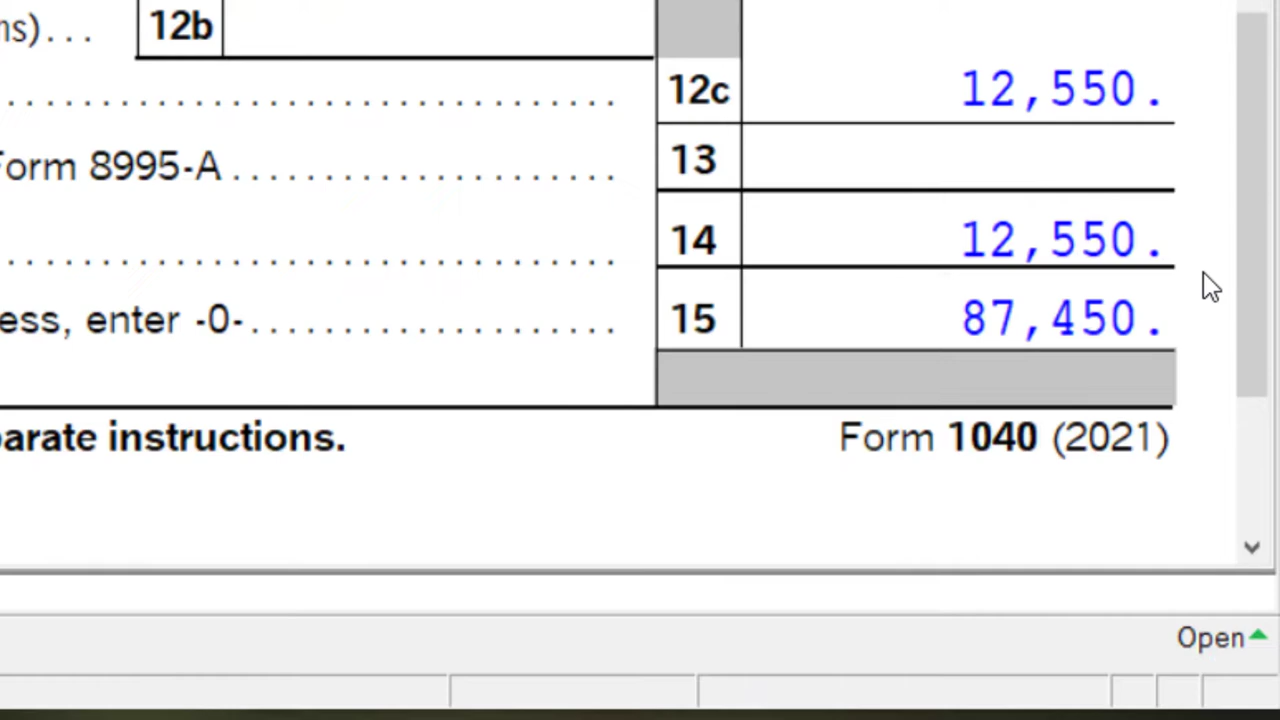 ns)... 12b
12c 12,550.
Form 8995-A 13
14 12,550.
ess, enter -0- 15 87,450.
parate instructions. Form 1040 (2021)
Open